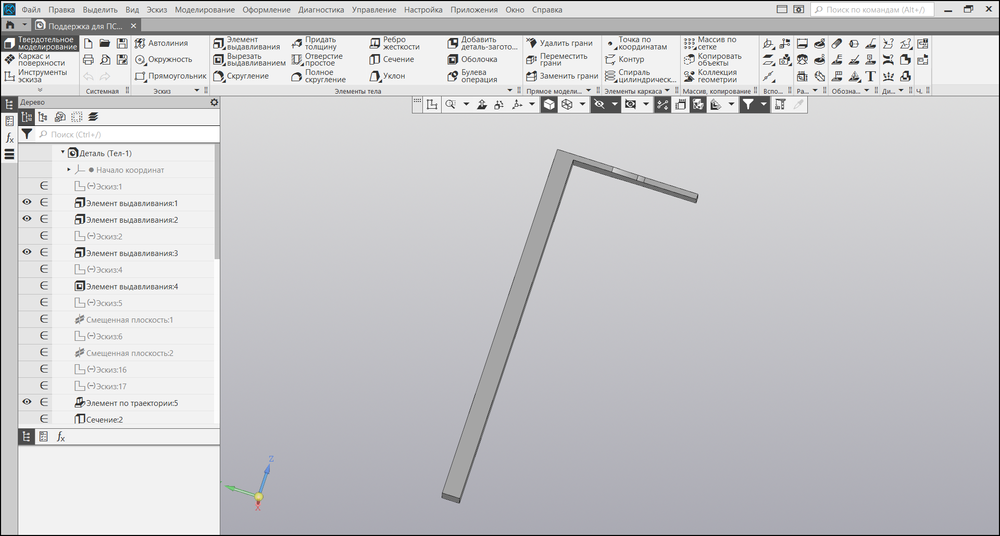 Файл Правка Выделить Вид Эскиз Моделирование Оформление Диагностика Управление Настройка Приложения Окно Справка
Поиск по командам (Alt+/)
Поддержка для ПС...
Твердотельное моделирование
Каркас и поверхности
Инструменты эскиза
Системная
Автолиния
Окружность
Прямоугольник
Эскиз
Элемент выдавливания
Вырезать выдавливанием
Скругление
Придать толщину
Отверстие простое
Полное скругление
Ребро жесткости
Сечение
Уклон
Добавить деталь-загото...
Оболочка
Булева операция
Элементы тела
Удалить грани
Переместить грани
Заменить грани
Прямое модели...
Точка по координатам
Контур
Спираль цилиндрическ...
Элементы каркаса
Массив по сетке
Копировать объекты
Коллекция геометрии
Массив, копирование
Вспо...
Ра...
Обозна...
Ди...
Ч.
Дерево
Поиск (Ctrl+/)
Деталь (Тел-1)
Начало координат
(−)Эскиз:1
Элемент выдавливания:1
Элемент выдавливания:2
(−)Эскиз:2
Элемент выдавливания:3
(−)Эскиз:4
Элемент выдавливания:4
(−)Эскиз:5
Смещенная плоскость:1
(−)Эскиз:6
Смещенная плоскость:2
(−)Эскиз:16
(−)Эскиз:17
Элемент по траектории:5
Сечение:2
Z
X